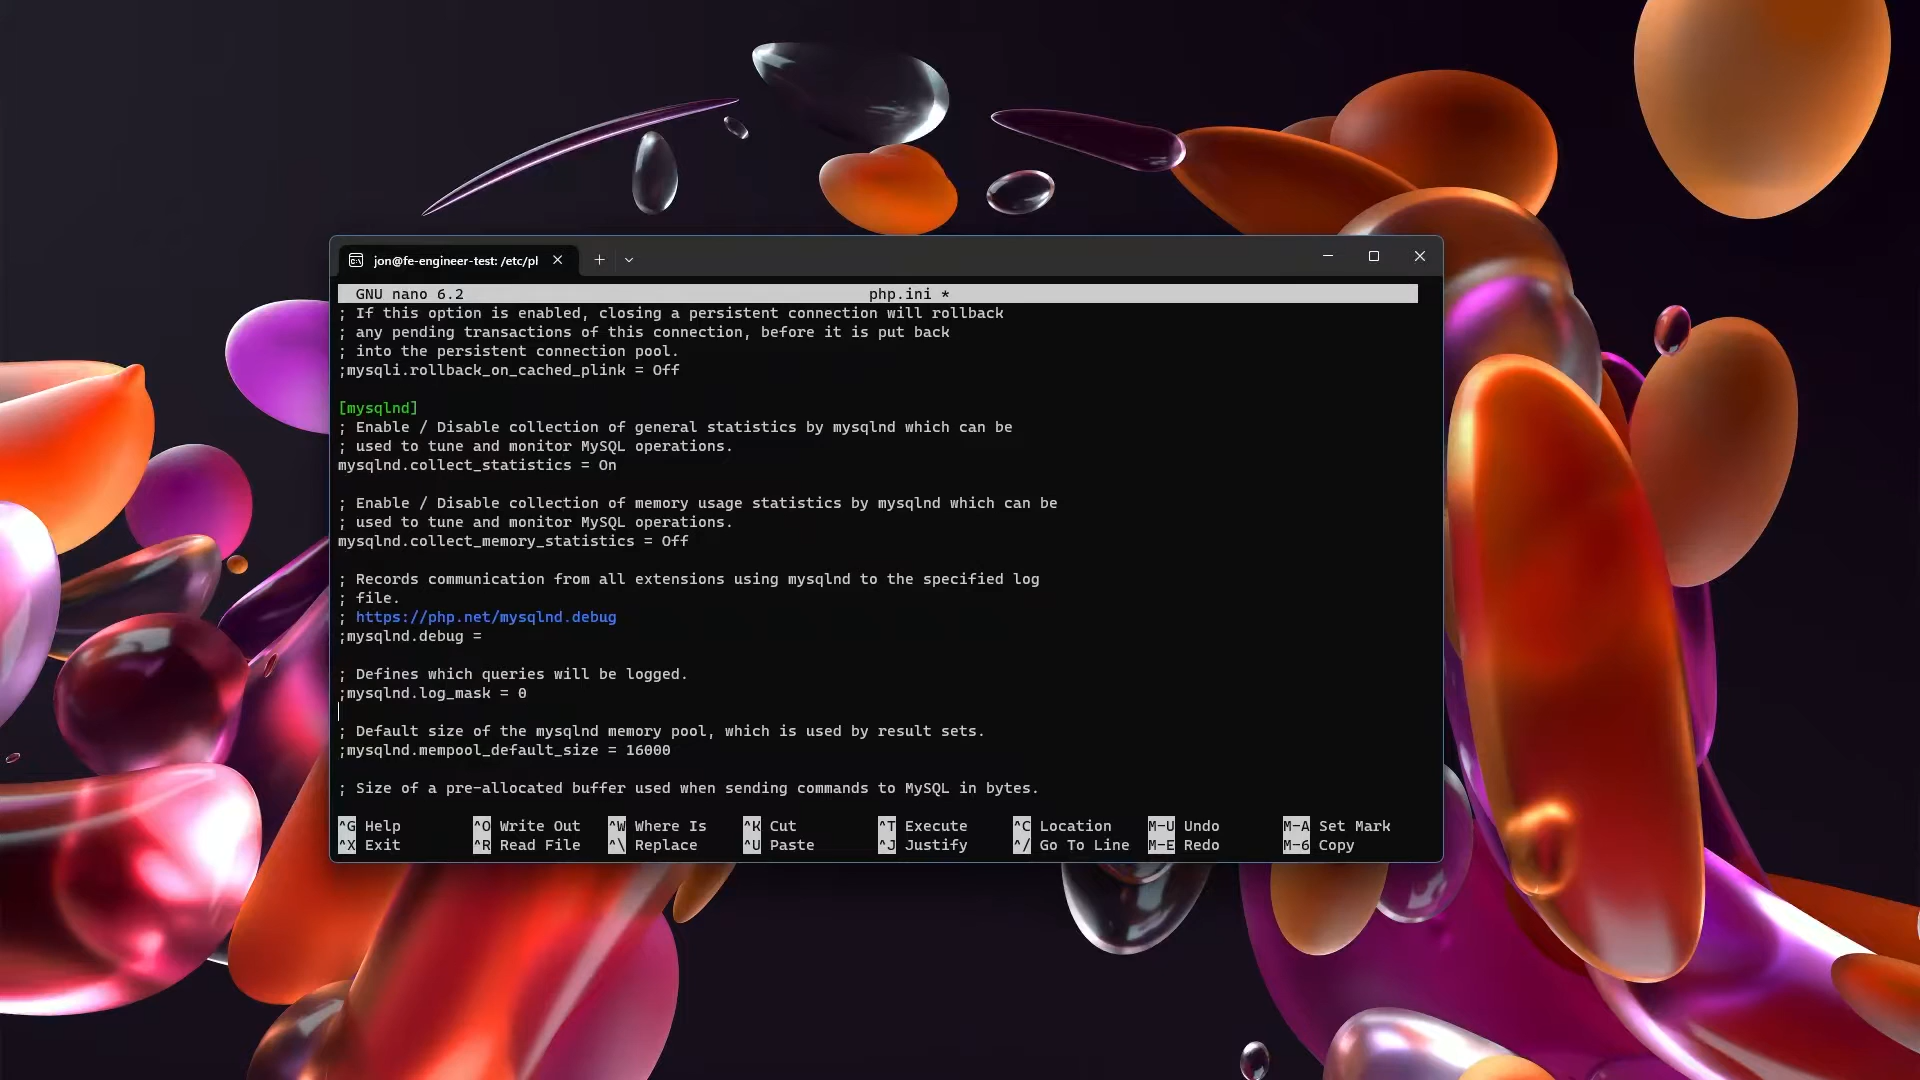 jon@fe-engineer-test: /etc/pl
GNU nano 6.2 php.ini *
; If this option is enabled, closing a persistent connection will rollback
; any pending transactions of this connection, before it is put back
; into the persistent connection pool.
;mysqli.rollback_on_cached_plink = Off
[mysqlnd]
; Enable / Disable collection of general statistics by mysqlnd which can be
; used to tune and monitor MySQL operations.
mysqlnd.collect_statistics = On
; Enable / Disable collection of memory usage statistics by mysqlnd which can be
; used to tune and monitor MySQL operations.
mysqlnd.collect_memory_statistics = Off
; Records communication from all extensions using mysqlnd to the specified log
; file.
; https://php.net/mysqlnd.debug
;mysqlnd.debug =
; Defines which queries will be logged.
;mysqlnd.log_mask = 0
; Default size of the mysqlnd memory pool, which is used by result sets.
;mysqlnd.mempool_default_size = 16000
; Size of a pre-allocated buffer used when sending commands to MySQL in bytes.
^G Help ^O Write Out ^W Where Is ^K Cut ^T Execute ^C Location M-U Undo M-A Set Mark
^X Exit ^R Read File ^\ Replace ^U Paste ^J Justify ^/ Go To Line M-E Redo M-6 Copy